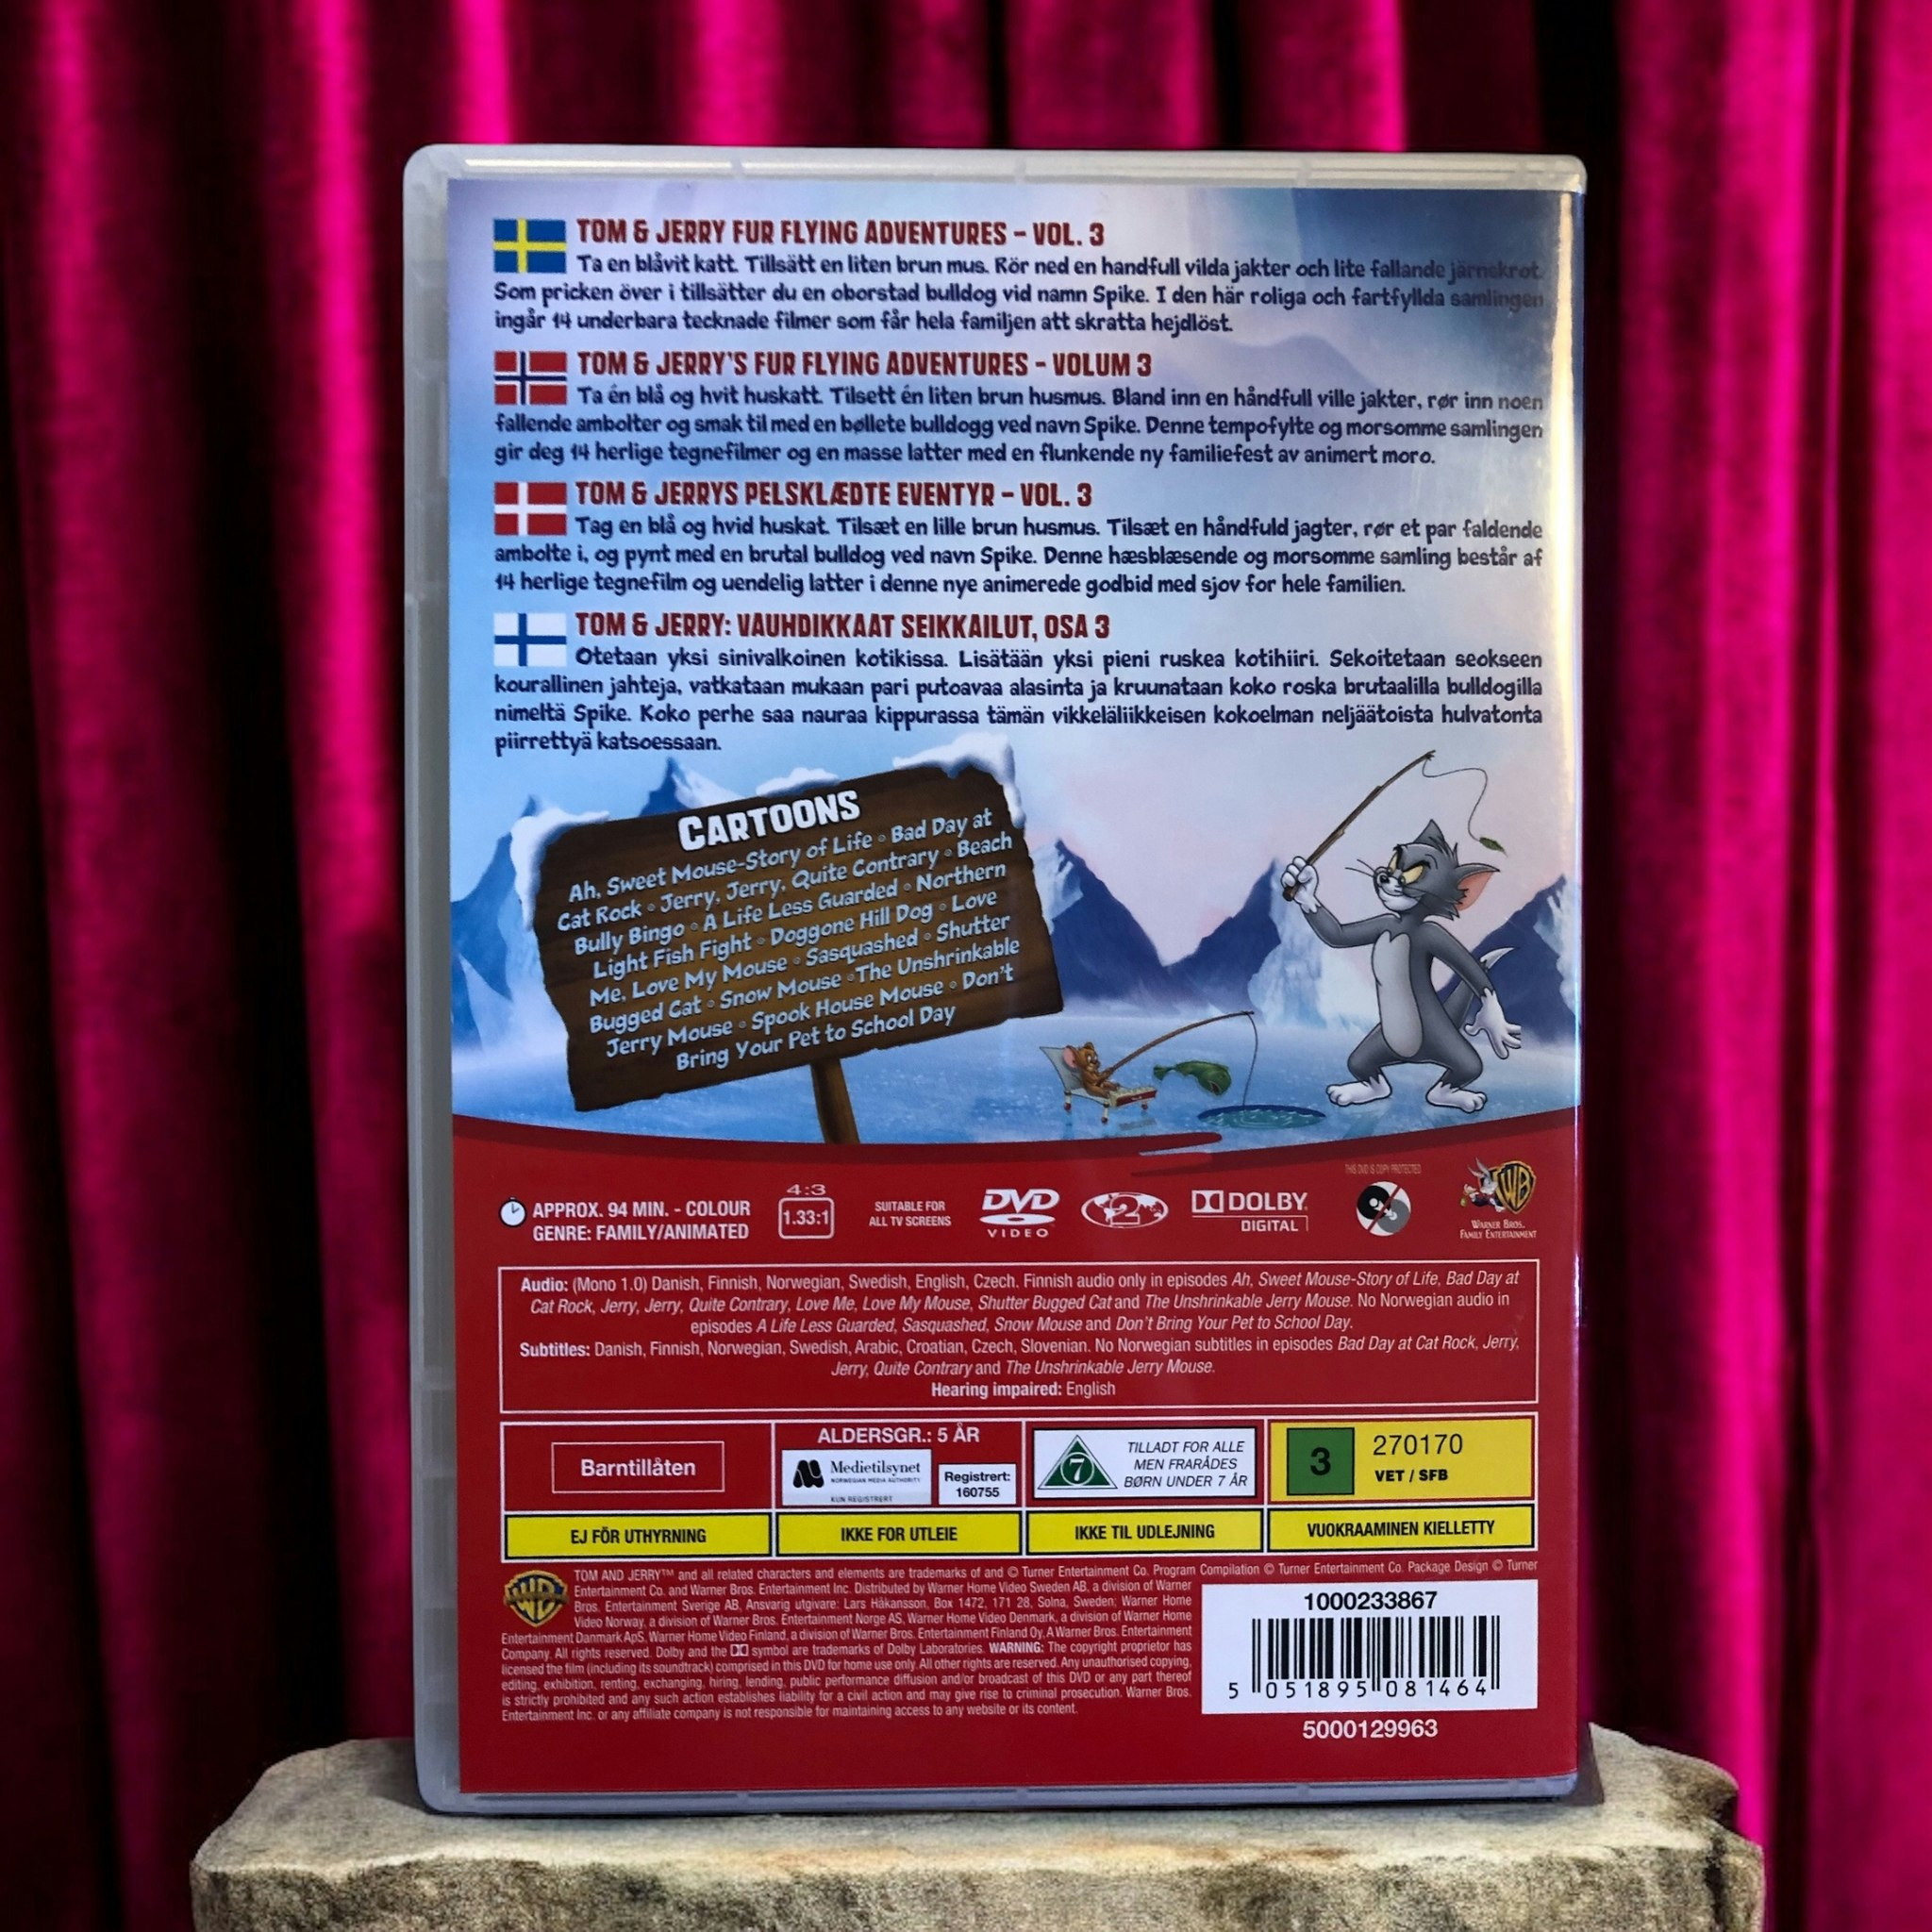 TOM & JERRY FUR FLYING ADVENTURES – VOL. 3
Ta en blåvit katt. Tillsätt en liten brun mus. Rör ned en handfull vilda jakter och lite fallande järnskrot.
Som pricken över i tillsätter du en oborstad bulldog vid namn Spike. I den här roliga och fartfyllda samlingen
ingår 14 underbara tecknade filmer som får hela familjen att skratta hejdlöst.
TOM & JERRY'S FUR FLYING ADVENTURES - VOLUM 3
Ta én blå og hvit huskatt. Tilsett én liten brun husmus. Bland inn en håndfull ville jakter, rør inn noen
fallende ambolter og smak til med en bøllete bulldogg ved navn Spike. Denne tempofylte og morsomme samlingen
gir deg 14 herlige tegnefilmer og en masse latter med en flunkende ny familiefest av animert moro.
TOM & JERRYS PELSKLÆDTE EVENTYR – VOL. 3
Tag en blå og hvid huskat. Tilsæt en lille brun husmus. Tilsæt en håndfuld jagter, rør et par faldende
ambolte i, og pynt med en brutal bulldog ved navn Spike. Denne hæsblæsende og morsomme samling består af
14 herlige tegnefilm og uendelig latter i denne nye animerede godbid med sjov for hele familien.
TOM & JERRY: VAUHDIKKAAT SEIKKAILUT, OSA 3
Otetaan yksi sinivalkoinen kotikissa. Lisätään yksi pieni ruskea kotihiiri. Sekoitetaan seokseen
kourallinen jahteja, vatkataan mukaan pari putoavaa alasinta ja kruunataan koko roska brutaalilla bulldogilla
nimeltä Spike. Koko perhe saa nauraa kippurassa tämän vikkeläliikkeisen kokoelman neljäätoista hulvatonta
piirrettyä katsoessaan.
CARTOONS
Ah, Sweet Mouse-Story of Life • Bad Day at
Cat Rock • Jerry, Jerry, Quite Contrary • Beach
Bully Bingo • A Life Less Guarded • Northern
Light Fish Fight • Doggone Hill Dog • Love
Me, Love My Mouse • Sasquashed • Shutter
Bugged Cat • Snow Mouse • The Unshrinkable
Jerry Mouse • Spook House Mouse • Don't
Bring Your Pet to School Day
APPROX. 94 MIN. - COLOUR
GENRE: FAMILY/ANIMATED
4:3
1.33:1
SUITABLE FOR
ALL TV SCREENS
DVD
VIDEO
2
DOLBY
DIGITAL
THIS DVD IS COPY PROTECTED
WB
WARNER BROS.
FAMILY ENTERTAINMENT
Audio: (Mono 1.0) Danish, Finnish, Norwegian, Swedish, English, Czech. Finnish audio only in episodes Ah, Sweet Mouse-Story of Life, Bad Day at
Cat Rock, Jerry, Jerry, Quite Contrary, Love Me, Love My Mouse, Shutter Bugged Cat and The Unshrinkable Jerry Mouse. No Norwegian audio in
episodes A Life Less Guarded, Sasquashed, Snow Mouse and Don't Bring Your Pet to School Day.
Subtitles: Danish, Finnish, Norwegian, Swedish, Arabic, Croatian, Czech, Slovenian. No Norwegian subtitles in episodes Bad Day at Cat Rock, Jerry,
Jerry, Quite Contrary and The Unshrinkable Jerry Mouse.
Hearing impaired: English
Barntillåten
ALDERSGR.: 5 ÅR
Medietilsynet
NORWEGIAN MEDIA AUTHORITY
KUN REGISTRERT
Registrert:
160755
7
TILLADT FOR ALLE
MEN FRARÅDES
BØRN UNDER 7 ÅR
3
270170
VET / SFB
EJ FÖR UTHYRNING
IKKE FOR UTLEIE
IKKE TIL UDLEJNING
VUOKRAAMINEN KIELLETTY
WB
TOM AND JERRY™ and all related characters and elements are trademarks of and © Turner Entertainment Co. Program Compilation © Turner Entertainment Co. Package Design © Turner
Entertainment Co. and Warner Bros. Entertainment Inc. Distributed by Warner Home Video Sweden AB, a division of Warner
Bros. Entertainment Sverige AB, Ansvarig utgivare: Lars Håkansson, Box 1472, 171 28, Solna, Sweden; Warner Home
Video Norway, a division of Warner Bros. Entertainment Norge AS, Warner Home Video Denmark, a division of Warner Home
Entertainment Danmark ApS, Warner Home Video Finland, a division of Warner Bros. Entertainment Finland Oy, A Warner Bros. Entertainment
Company. All rights reserved. Dolby and the symbol are trademarks of Dolby Laboratories. WARNING: The copyright proprietor has
licensed the film (including its soundtrack) comprised in this DVD for home use only. All other rights are reserved. Any unauthorised copying,
editing, exhibition, renting, exchanging, hiring, lending, public performance diffusion and/or broadcast of this DVD or any part thereof
is strictly prohibited and any such action establishes liability for a civil action and may give rise to criminal prosecution. Warner Bros.
Entertainment Inc. or any affiliate company is not responsible for maintaining access to any website or its content.
1000233867
5 051895 081464
5000129963